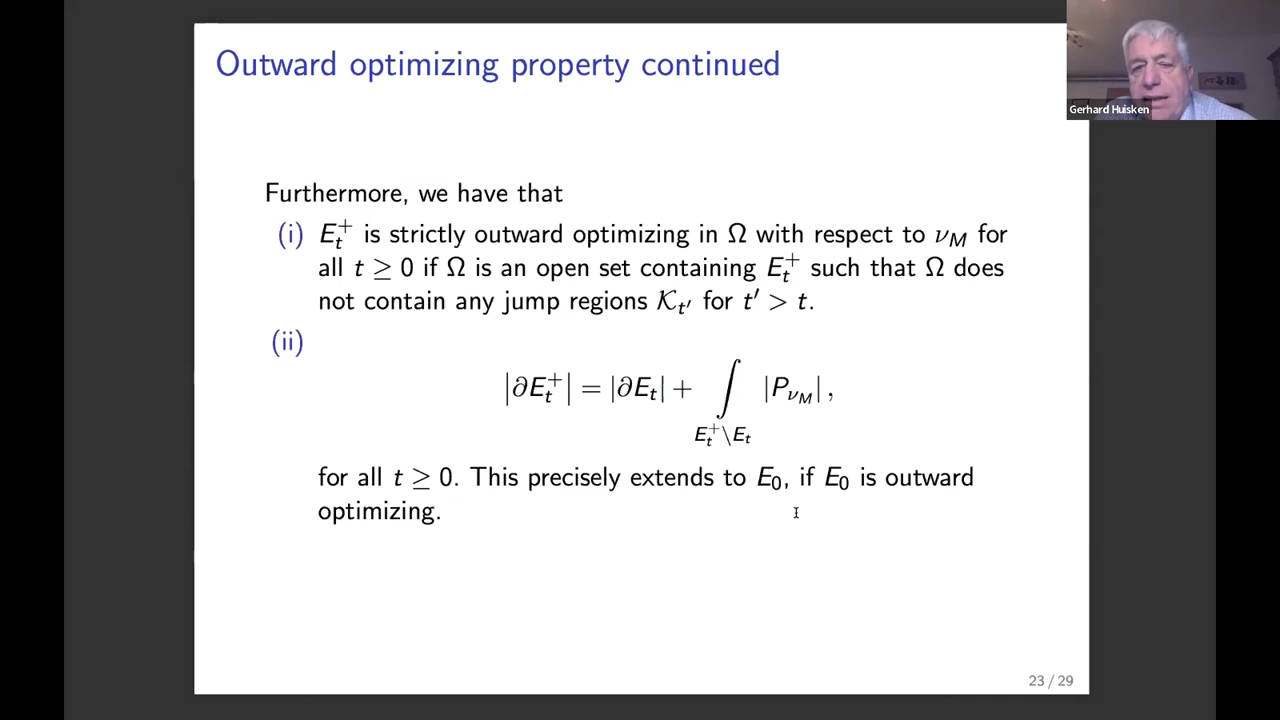 Outward optimizing property continued
Gerhard Huisken
Furthermore, we have that
(i) E_t^+ is strictly outward optimizing in Ω with respect to ν_M for
all t ≥ 0 if Ω is an open set containing E_t^+ such that Ω does
not contain any jump regions 𝒦_{t′} for t′ > t.
(ii)
|∂E_t^+| = |∂E_t| + ∫_{E_t^+\E_t} |P_{ν_M}| ,
for all t ≥ 0. This precisely extends to E_0, if E_0 is outward
optimizing.
23 / 29